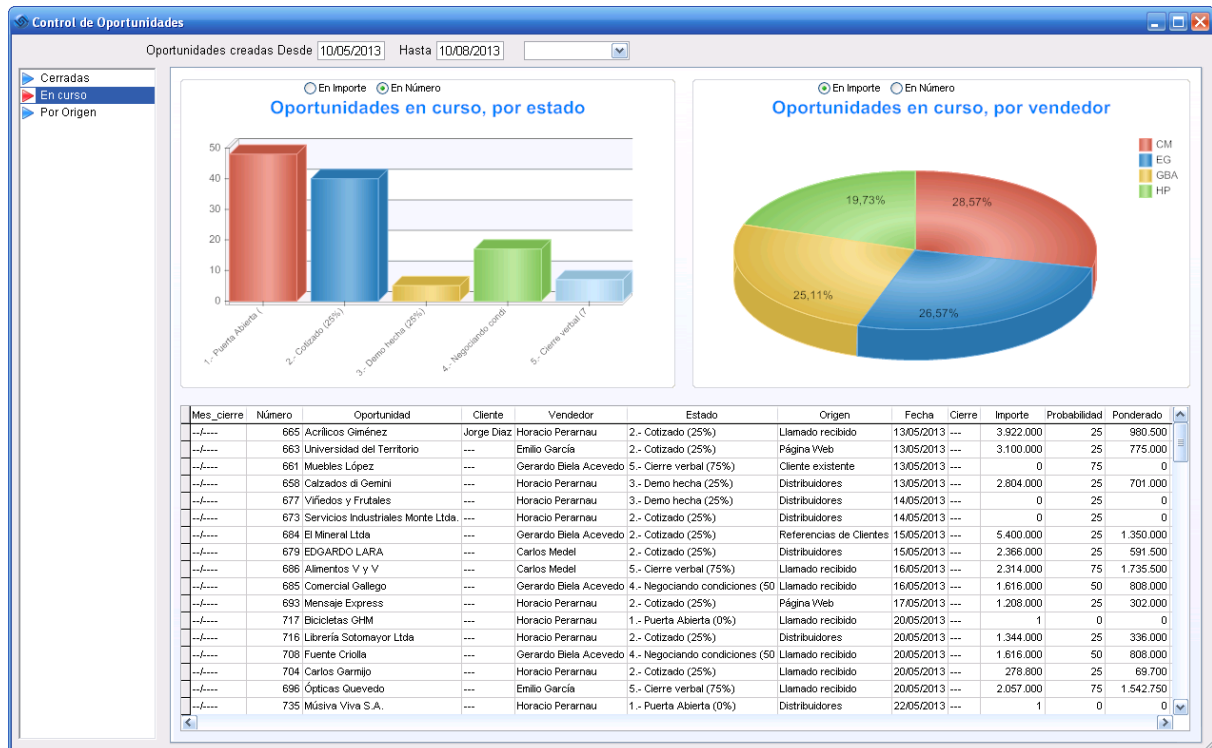 Control de Oportunidades
Oportunidades creadas Desde 10/05/2013 Hasta 10/08/2013
Cerradas
En curso
Por Origen
En Importe En Número
Oportunidades en curso, por estado
50
40
30
20
10
0
1.- Puerta Abierta (
2.- Cotizado (25%)
3.- Demo hecha (25%)
4.- Negociando condi
5.- Cierre verbal (7
En Importe En Número
Oportunidades en curso, por vendedor
CM
EG
GBA
HP
19,73%
28,57%
25,11%
26,57%
Mes_cierre Número Oportunidad Cliente Vendedor Estado Origen Fecha Cierre Importe Probabilidad Ponderado
--/---- 665 Acrílicos Giménez Jorge Diaz Horacio Perarnau 2.- Cotizado (25%) Llamado recibido 13/05/2013 --- 3.922.000 25 980.500
--/---- 663 Universidad del Territorio --- Emilio García 2.- Cotizado (25%) Página Web 13/05/2013 --- 3.100.000 25 775.000
--/---- 661 Muebles López --- Gerardo Biela Acevedo 5.- Cierre verbal (75%) Cliente existente 13/05/2013 --- 0 75 0
--/---- 658 Calzados di Gemini --- Horacio Perarnau 3.- Demo hecha (25%) Distribuidores 13/05/2013 --- 2.804.000 25 701.000
--/---- 677 Viñedos y Frutales --- Horacio Perarnau 3.- Demo hecha (25%) Distribuidores 14/05/2013 --- 0 25 0
--/---- 673 Servicios Industriales Monte Ltda. --- Horacio Perarnau 2.- Cotizado (25%) Distribuidores 14/05/2013 --- 0 25 0
--/---- 684 El Mineral Ltda --- Gerardo Biela Acevedo 2.- Cotizado (25%) Referencias de Clientes 15/05/2013 --- 5.400.000 25 1.350.000
--/---- 679 EDGARDO LARA --- Carlos Medel 2.- Cotizado (25%) Distribuidores 15/05/2013 --- 2.366.000 25 591.500
--/---- 686 Alimentos V y V --- Carlos Medel 5.- Cierre verbal (75%) Llamado recibido 16/05/2013 --- 2.314.000 75 1.735.500
--/---- 685 Comercial Gallego --- Gerardo Biela Acevedo 4.- Negociando condiciones (50 Llamado recibido 16/05/2013 --- 1.616.000 50 808.000
--/---- 693 Mensaje Express --- Horacio Perarnau 2.- Cotizado (25%) Página Web 17/05/2013 --- 1.208.000 25 302.000
--/---- 717 Bicicletas GHM --- Horacio Perarnau 1.- Puerta Abierta (0%) Llamado recibido 20/05/2013 --- 1 0 0
--/---- 716 Librería Sotomayor Ltda --- Horacio Perarnau 2.- Cotizado (25%) Distribuidores 20/05/2013 --- 1.344.000 25 336.000
--/---- 708 Fuente Criolla --- Gerardo Biela Acevedo 4.- Negociando condiciones (50 Llamado recibido 20/05/2013 --- 1.616.000 50 808.000
--/---- 704 Carlos Garmijo --- Horacio Perarnau 2.- Cotizado (25%) Llamado recibido 20/05/2013 --- 278.800 25 69.700
--/---- 696 Ópticas Quevedo --- Emilio García 5.- Cierre verbal (75%) Llamado recibido 20/05/2013 --- 2.057.000 75 1.542.750
--/---- 735 Músiva Viva S.A. --- Horacio Perarnau 1.- Puerta Abierta (0%) Distribuidores 22/05/2013 --- 1 0 0